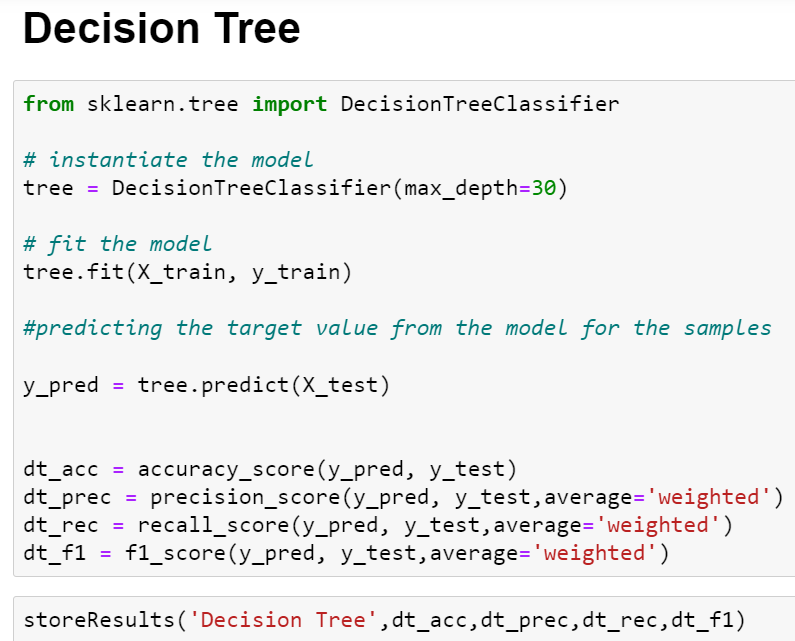 Decision Tree
from sklearn.tree import DecisionTreeClassifier
# instantiate the model
tree = DecisionTreeClassifier(max_depth=30)
# fit the model
tree.fit(X_train, y_train)
#predicting the target value from the model for the samples
y_pred = tree.predict(X_test)
dt_acc = accuracy_score(y_pred, y_test)
dt_prec = precision_score(y_pred, y_test,average='weighted')
dt_rec = recall_score(y_pred, y_test,average='weighted')
dt_f1 = f1_score(y_pred, y_test,average='weighted')
storeResults('Decision Tree',dt_acc,dt_prec,dt_rec,dt_f1)